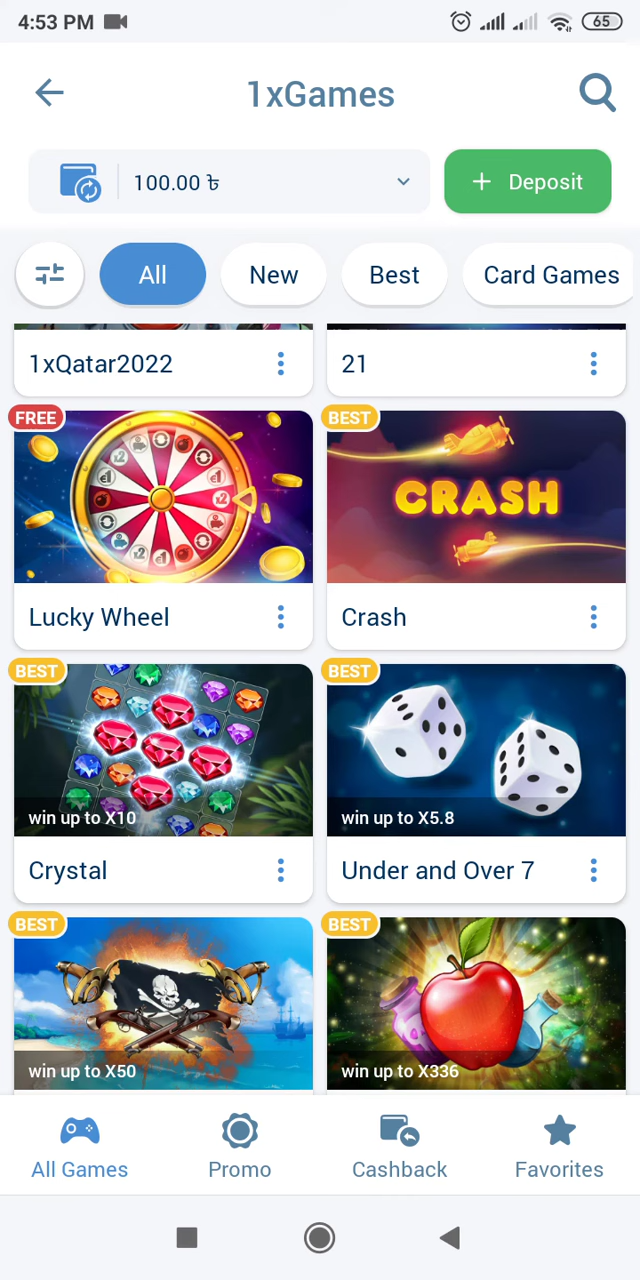 4:53 PM
65
1xGames
100.00 ৳
+ Deposit
All
New
Best
Card Games
1xQatar2022
21
FREE
BEST
CRASH
Lucky Wheel
Crash
BEST
BEST
win up to X10
win up to X5.8
Crystal
Under and Over 7
BEST
BEST
win up to X50
win up to X336
All Games
Promo
Cashback
Favorites